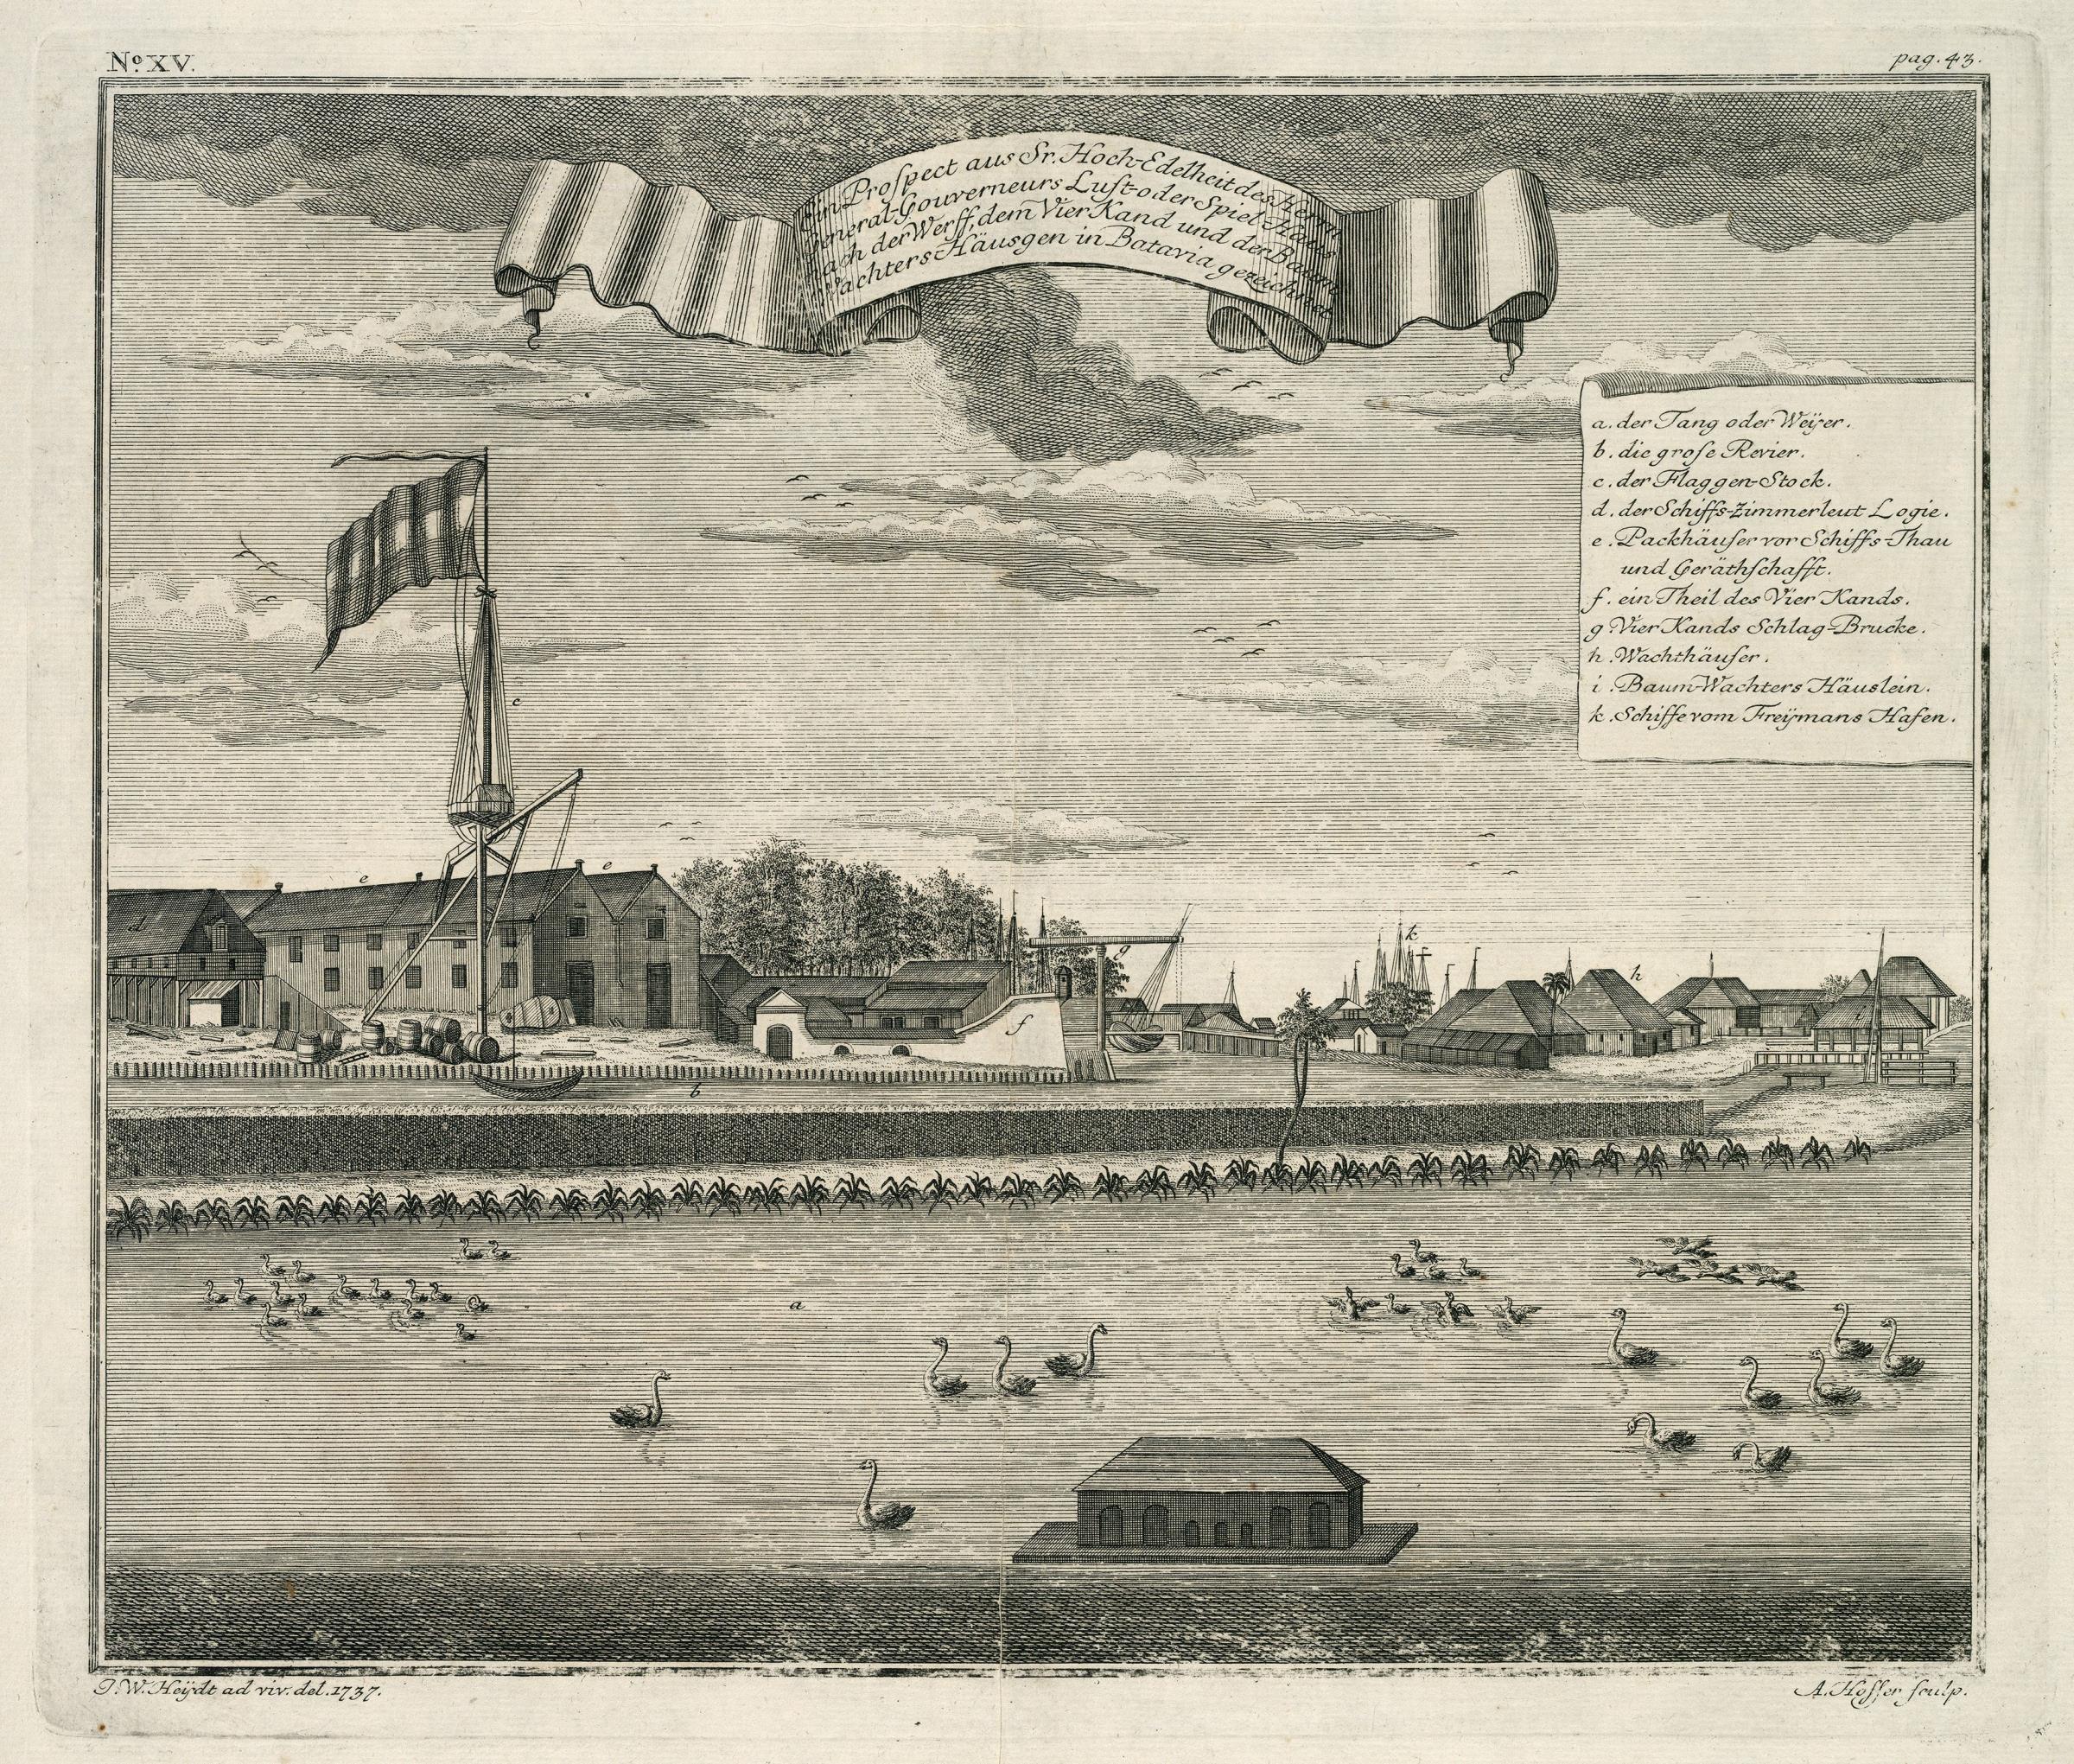 No. XV.
pag. 43.
Ein Prospect aus Sr. Hoch-Edelheit des Herrn
General-Gouverneurs Lust- oder Spiel-Haus
nach der Werff, dem Vier Kand und der Baum
Wachters Häusgen in Batavia gezeichnet.
a. der Tang oder Weÿer.
b. die grose Revier.
c. der Flaggen-Stock.
d. der Schiffs-Zimmerleut Logie.
e. Packhäuser vor Schiffs-Thau
und Geräthschafft.
f. ein Theil des Vier Kands.
g. Vier Kands Schlag-Brucke.
h. Wachthäuser.
i. Baum-Wachters Häuslein.
k. Schiffe vom Freÿmans Hafen.
c
e
e
d
g
k
h
f
i
b
a
J. W. Heÿdt ad viv. del. 1737.
A. Hoffer sculp.